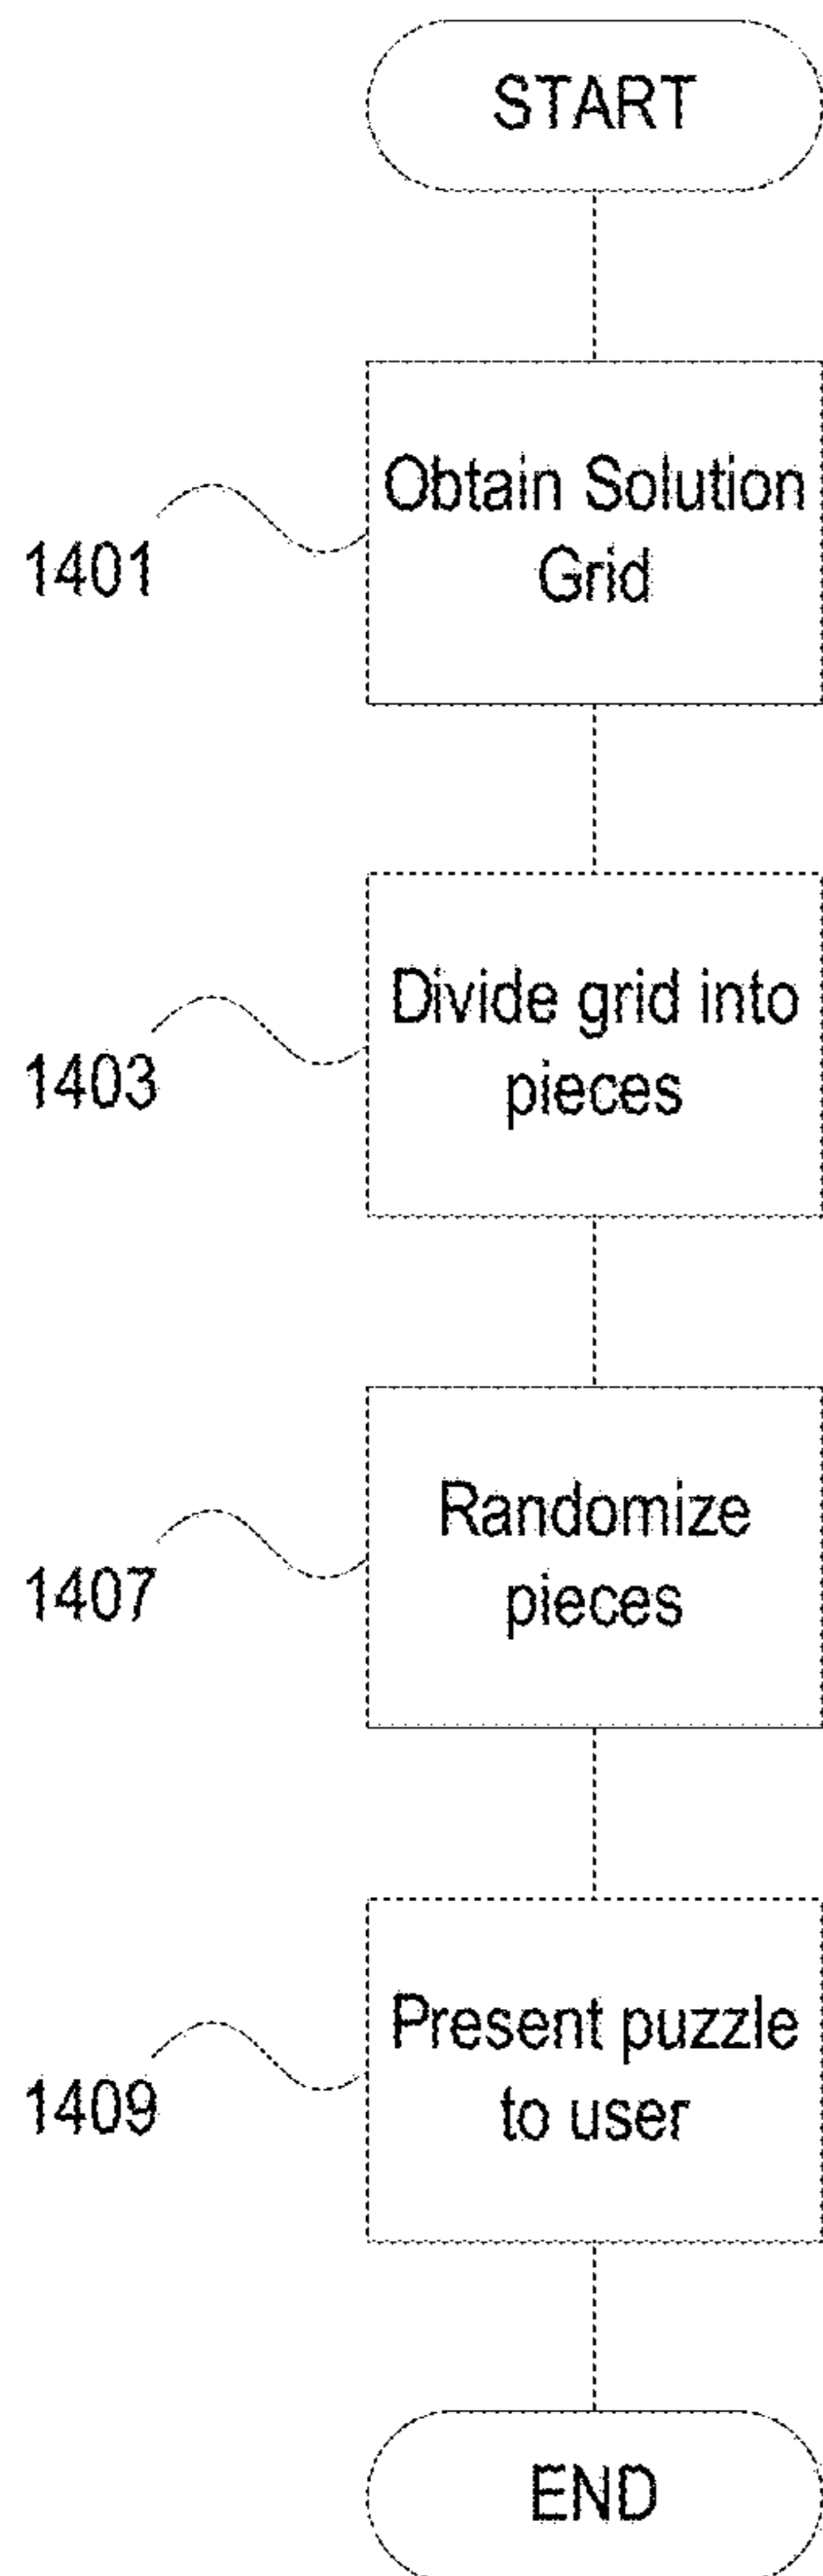 START
Obtain Solution
Grid
1401
Divide grid into
pieces
1403
Randomize
pieces
1407
Present puzzle
to user
1409
END